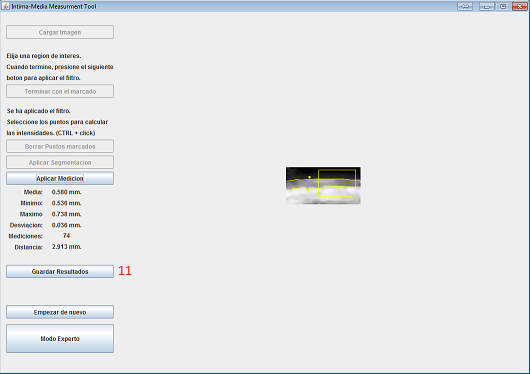 Intima-Media Measurment Tool
Cargar Imagen
Elija una region de interes.
Cuando termine, presione el siguiente
boton para aplicar el filtro.
Terminar con el marcado
Se ha aplicado el filtro.
Seleccione los puntos para calcular
las intensidades. (CTRL + click)
Borrar Puntos marcados
Aplicar Segmentacion
Aplicar Medicion
Media: 0.580 mm.
Minimo: 0.536 mm.
Maximo 0.738 mm.
Desviacion: 0.036 mm.
Mediciones: 74
Distancia: 2.913 mm.
Guardar Resultados 11
Empezar de nuevo
Modo Experto